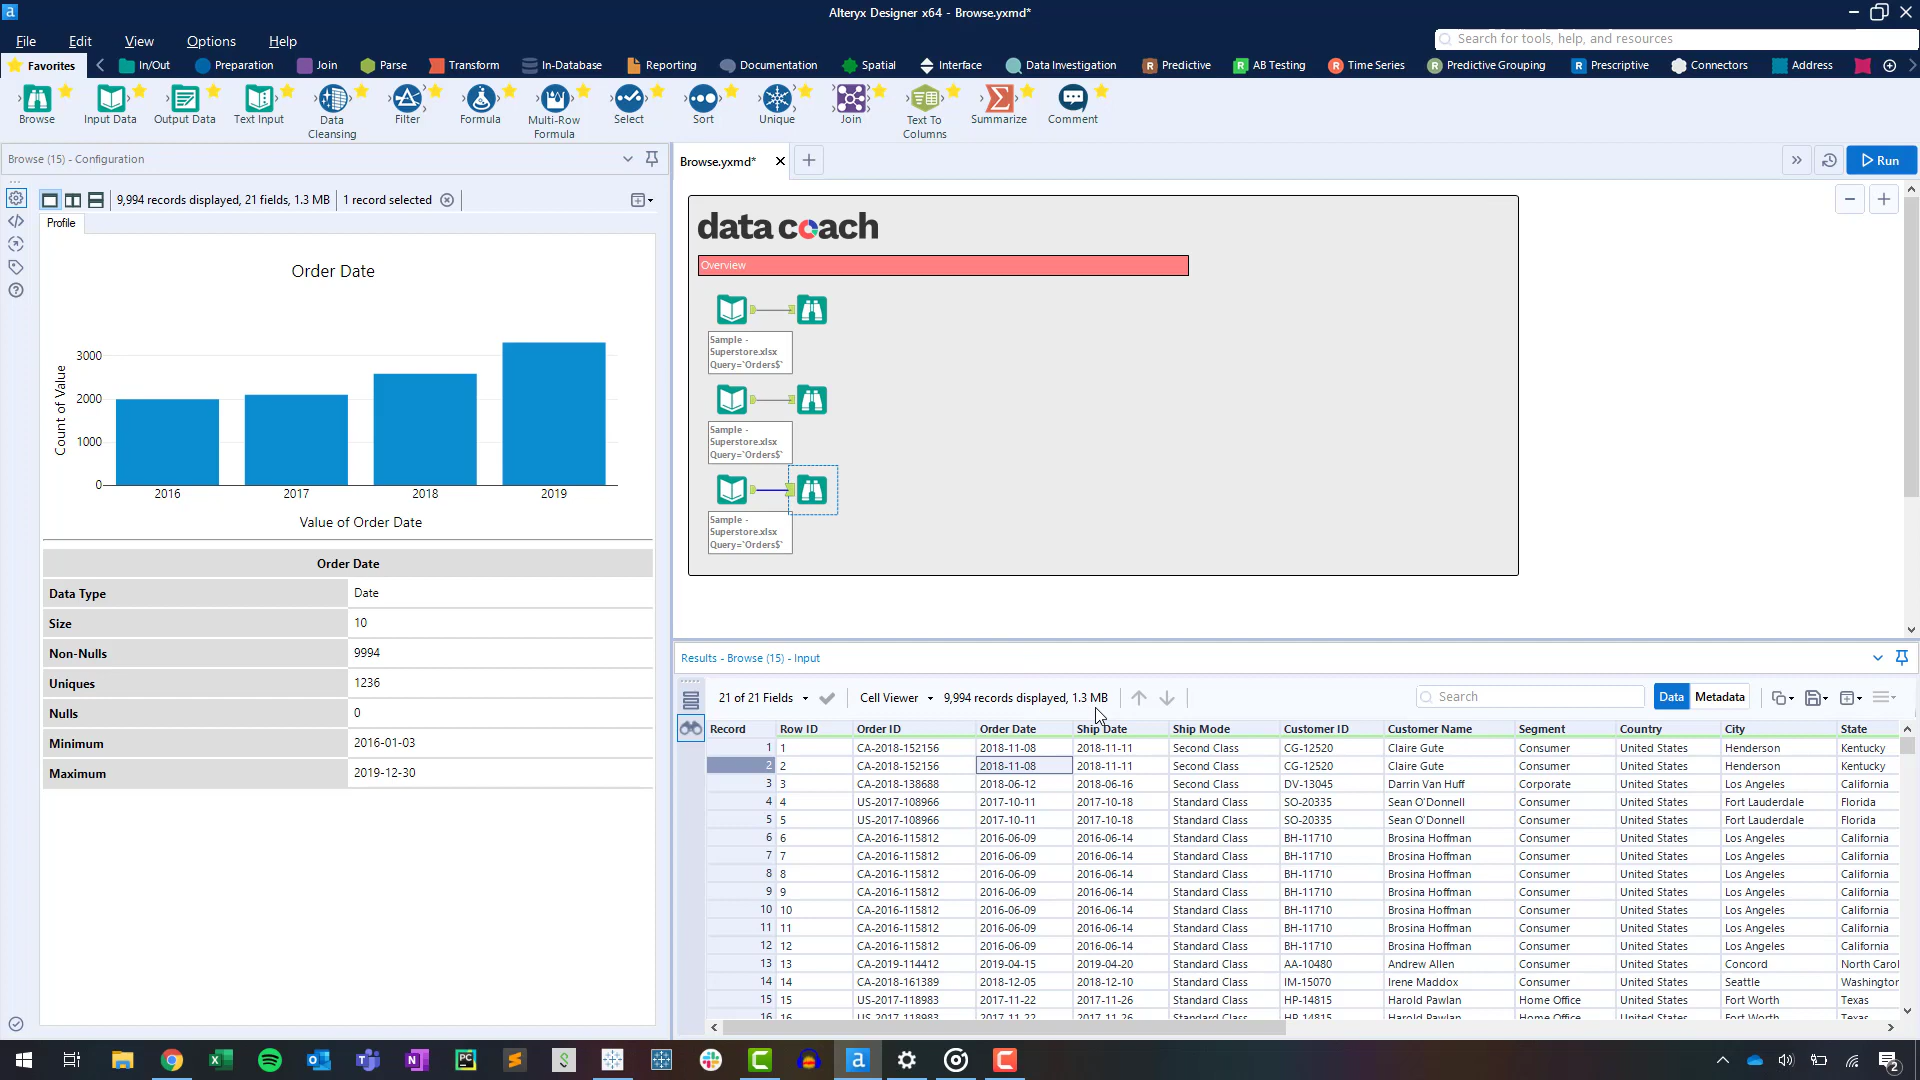 Alteryx Designer x64 - Browse.yxmd*
File Edit View Options Help
Search for tools, help, and resources
Favorites In/Out Preparation Join Parse Transform In-Database Reporting Documentation Spatial Interface Data Investigation Predictive AB Testing Time Series Predictive Grouping Prescriptive Connectors Address
Browse Input Data Output Data Text Input Data Cleansing Filter Formula Multi-Row Formula Select Sort Unique Join Text To Columns Summarize Comment
Browse (15) - Configuration
9,994 records displayed, 21 fields, 1.3 MB 1 record selected
Profile
Order Date
Count of Value
3000
2000
1000
0
2016 2017 2018 2019
Value of Order Date
Order Date
Data Type Date
Size 10
Non-Nulls 9994
Uniques 1236
Nulls 0
Minimum 2016-01-03
Maximum 2019-12-30
Browse.yxmd*
Run
data coach
Overview
Sample -
Superstore.xlsx
Query=`Orders$`
Sample -
Superstore.xlsx
Query=`Orders$`
Sample -
Superstore.xlsx
Query=`Orders$`
Results - Browse (15) - Input
21 of 21 Fields Cell Viewer 9,994 records displayed, 1.3 MB Search Data Metadata
Record Row ID Order ID Order Date Ship Date Ship Mode Customer ID Customer Name Segment Country City State
1 1 CA-2018-152156 2018-11-08 2018-11-11 Second Class CG-12520 Claire Gute Consumer United States Henderson Kentucky
2 2 CA-2018-152156 2018-11-08 2018-11-11 Second Class CG-12520 Claire Gute Consumer United States Henderson Kentucky
3 3 CA-2018-138688 2018-06-12 2018-06-16 Second Class DV-13045 Darrin Van Huff Corporate United States Los Angeles California
4 4 US-2017-108966 2017-10-11 2017-10-18 Standard Class SO-20335 Sean O'Donnell Consumer United States Fort Lauderdale Florida
5 5 US-2017-108966 2017-10-11 2017-10-18 Standard Class SO-20335 Sean O'Donnell Consumer United States Fort Lauderdale Florida
6 6 CA-2016-115812 2016-06-09 2016-06-14 Standard Class BH-11710 Brosina Hoffman Consumer United States Los Angeles California
7 7 CA-2016-115812 2016-06-09 2016-06-14 Standard Class BH-11710 Brosina Hoffman Consumer United States Los Angeles California
8 8 CA-2016-115812 2016-06-09 2016-06-14 Standard Class BH-11710 Brosina Hoffman Consumer United States Los Angeles California
9 9 CA-2016-115812 2016-06-09 2016-06-14 Standard Class BH-11710 Brosina Hoffman Consumer United States Los Angeles California
10 10 CA-2016-115812 2016-06-09 2016-06-14 Standard Class BH-11710 Brosina Hoffman Consumer United States Los Angeles California
11 11 CA-2016-115812 2016-06-09 2016-06-14 Standard Class BH-11710 Brosina Hoffman Consumer United States Los Angeles California
12 12 CA-2016-115812 2016-06-09 2016-06-14 Standard Class BH-11710 Brosina Hoffman Consumer United States Los Angeles California
13 13 CA-2019-114412 2019-04-15 2019-04-20 Standard Class AA-10480 Andrew Allen Consumer United States Concord North Carol
14 14 CA-2018-161389 2018-12-05 2018-12-10 Standard Class IM-15070 Irene Maddox Consumer United States Seattle Washington
15 15 US-2017-118983 2017-11-22 2017-11-26 Standard Class HP-14815 Harold Pawlan Home Office United States Fort Worth Texas
16 16 US-2017-118983 2017-11-22 2017-11-26 Standard Class HP-14815 Harold Pawlan Home Office United States Fort Worth Texas